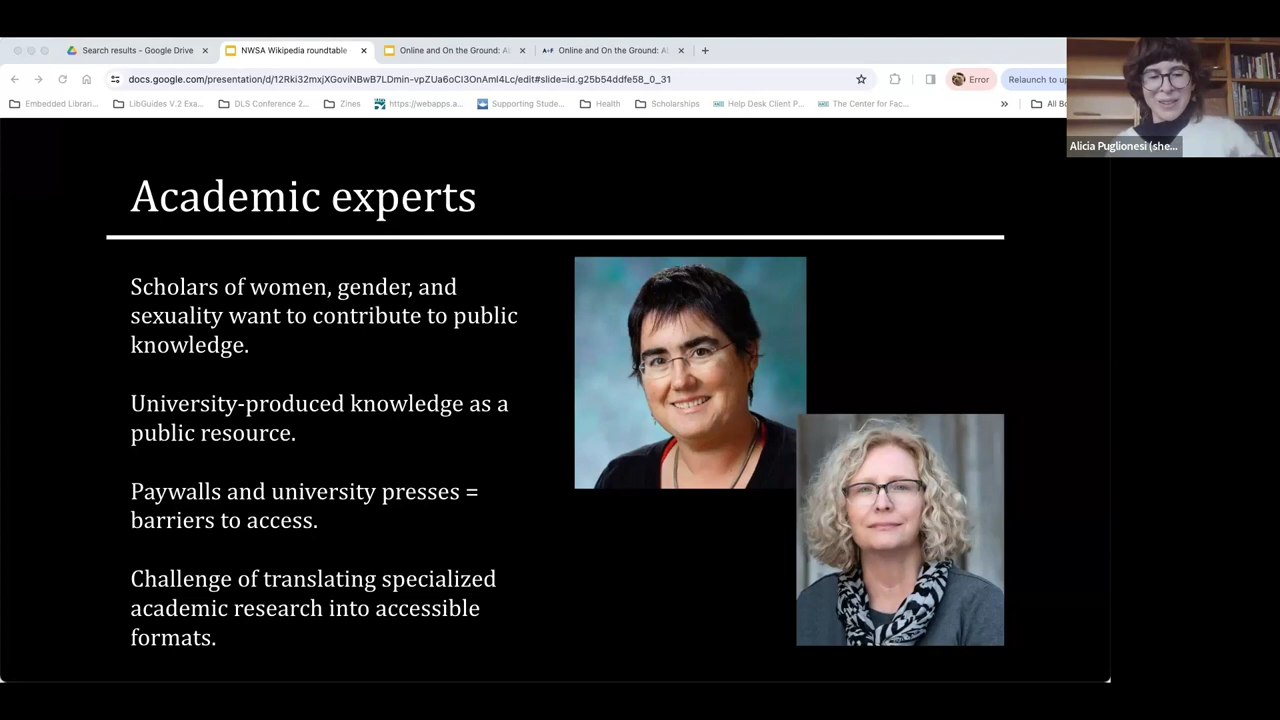 Search results - Google Drive
NWSA Wikipedia roundtable
Online and On the Ground: Al
Online and On the Ground: Al
docs.google.com/presentation/d/12Rki32mxjXGoviNBwB7LDmin-vpZUa6oCI3OnAml4Lc/edit#slide=id.g25b54ddfe58_0_31
Error
Relaunch to up
Embedded Librari...
LibGuides V.2 Exa...
DLS Conference 2...
Zines
https://webapps.a...
Supporting Stude...
Health
Scholarships
Help Desk Client P...
The Center for Fac...
»
All Bo
Alicia Puglionesi (she...
Academic experts
Scholars of women, gender, and
sexuality want to contribute to public
knowledge.
University-produced knowledge as a
public resource.
Paywalls and university presses =
barriers to access.
Challenge of translating specialized
academic research into accessible
formats.